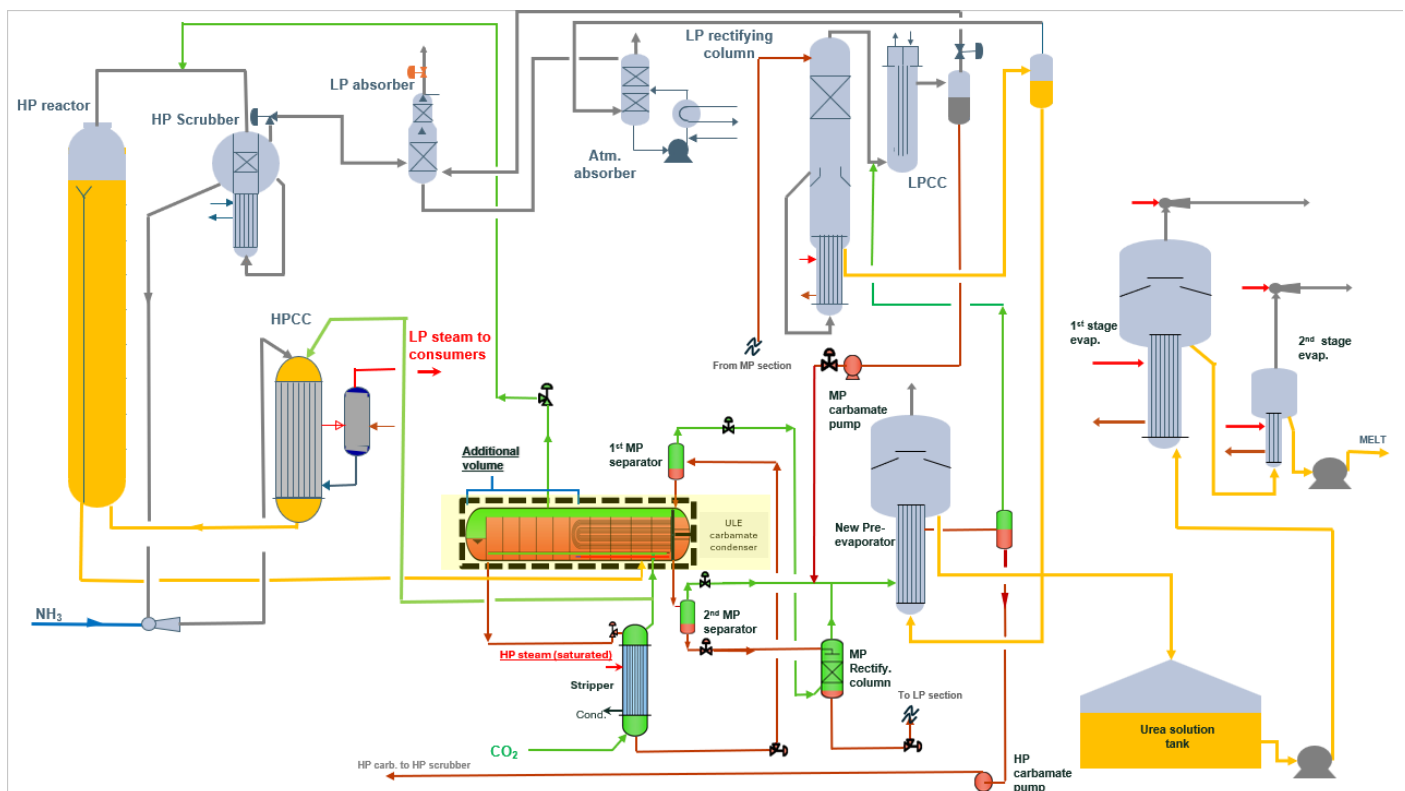 LP rectifying
column
HP reactor
LP absorber
HP Scrubber
Atm.
absorber
LPCC
HPCC
LP steam to
consumers
1st stage
evap.
2nd stage
evap.
From MP section
MP
carbamate
pump
MELT
Additional
volume
1st MP
separator
ULE
carbamate
condenser
New Pre-
evaporator
NH3
2nd MP
separator
HP steam (saturated)
MP
Rectify.
column
Stripper
To LP section
Cond.
CO2
Urea solution
tank
HP carb. to HP scrubber
HP
carbamate
pump